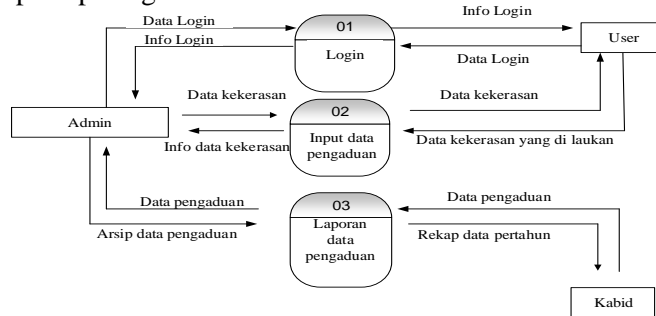 Data Login
Info Login
01
Login
Info Login
Data Login
User
Admin
Data kekerasan
Info data kekerasan
02
Input data
pengaduan
Data kekerasan
Data kekerasan yang di laukan
Data pengaduan
Arsip data pengaduan
03
Laporan
data
pengaduan
Data pengaduan
Rekap data pertahun
Kabid